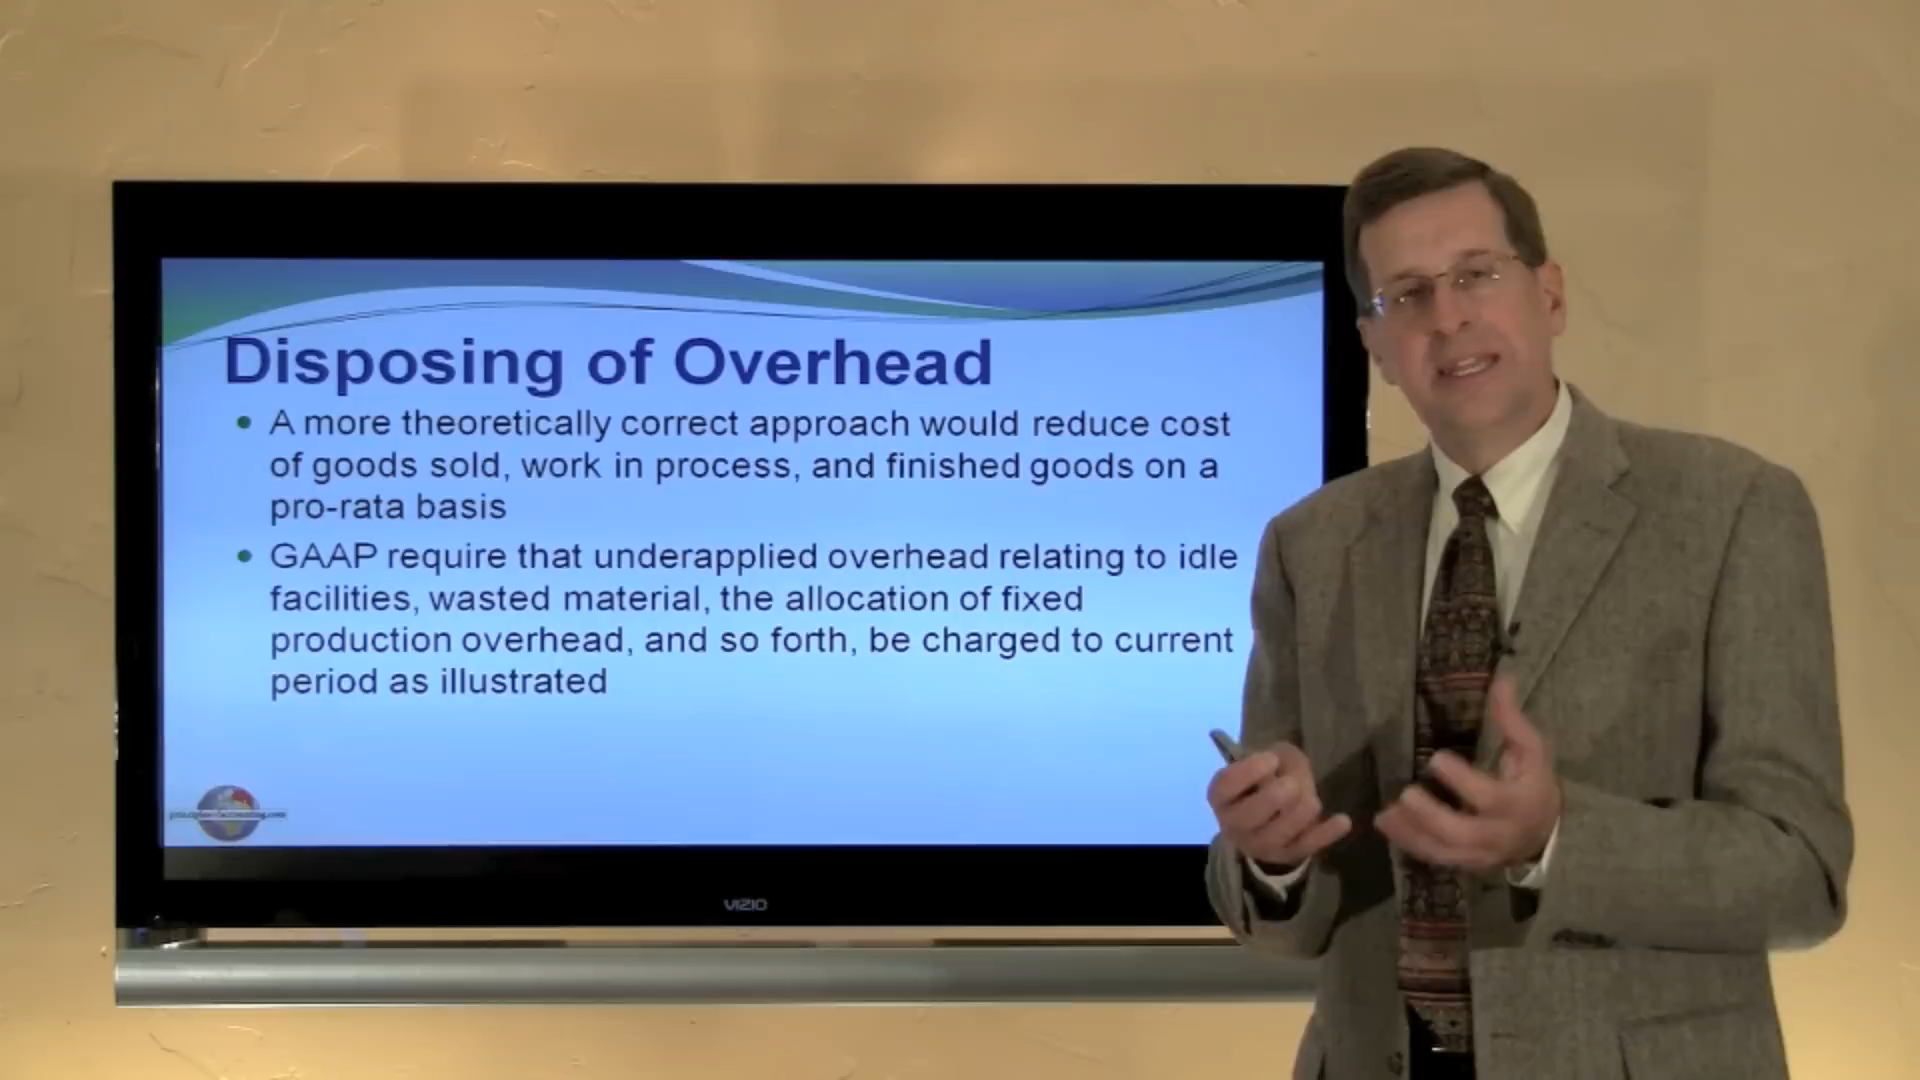 Disposing of Overhead
• A more theoretically correct approach would reduce cost
of goods sold, work in process, and finished goods on a
pro-rata basis
• GAAP require that underapplied overhead relating to idle
facilities, wasted material, the allocation of fixed
production overhead, and so forth, be charged to current
period as illustrated
principlesofaccounting.com
VIZIO